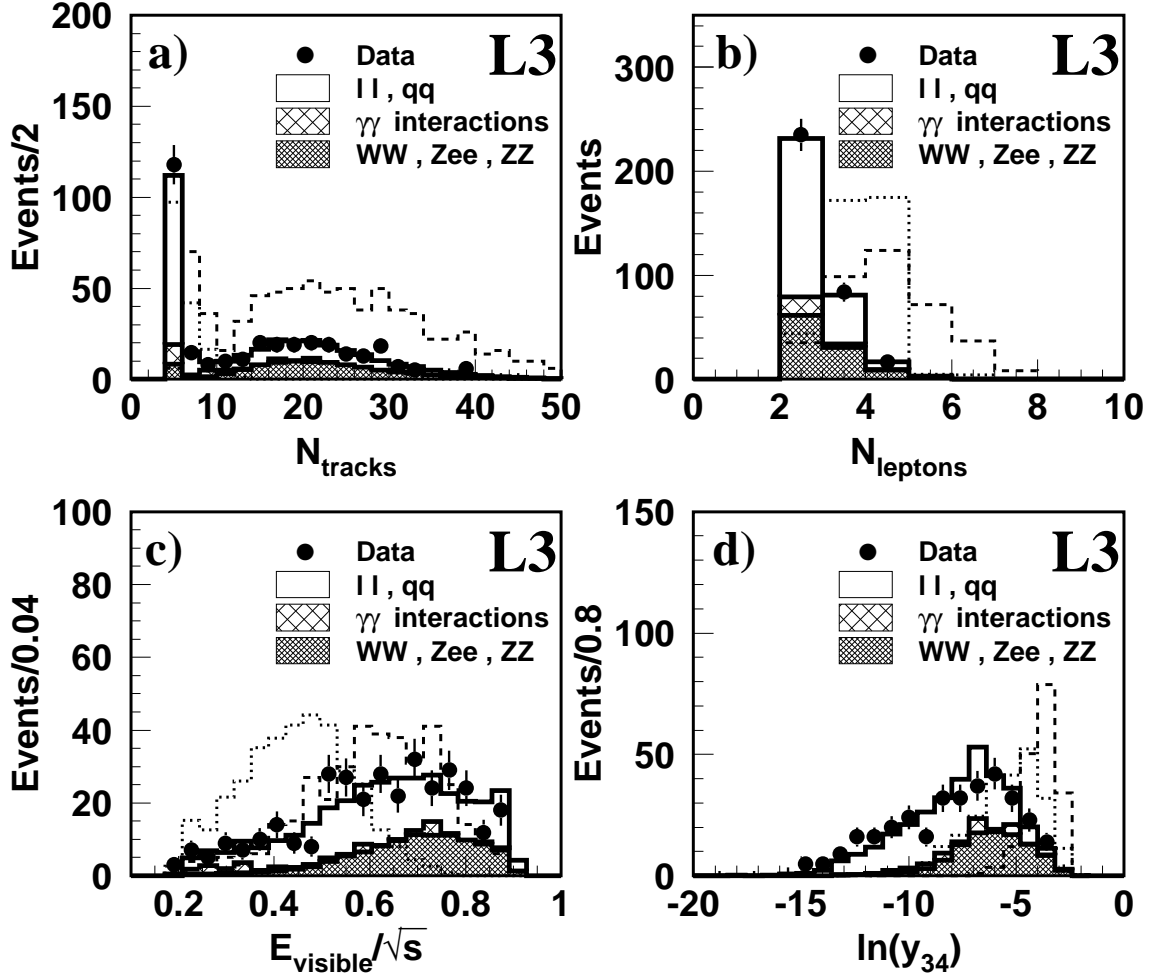 a)
L3
Data
l l , qq
γγ interactions
WW , Zee , ZZ
Events/2
200
150
100
50
0
0 10 20 30 40 50
N_tracks
b)
L3
Data
l l , qq
γγ interactions
WW , Zee , ZZ
Events
300
200
100
0
0 2 4 6 8 10
N_leptons
c)
L3
Data
l l , qq
γγ interactions
WW , Zee , ZZ
Events/0.04
100
80
60
40
20
0
0.2 0.4 0.6 0.8 1
E_visible/√s
d)
L3
Data
l l , qq
γγ interactions
WW , Zee , ZZ
Events/0.8
150
100
50
0
-20 -15 -10 -5 0
ln(y_34)